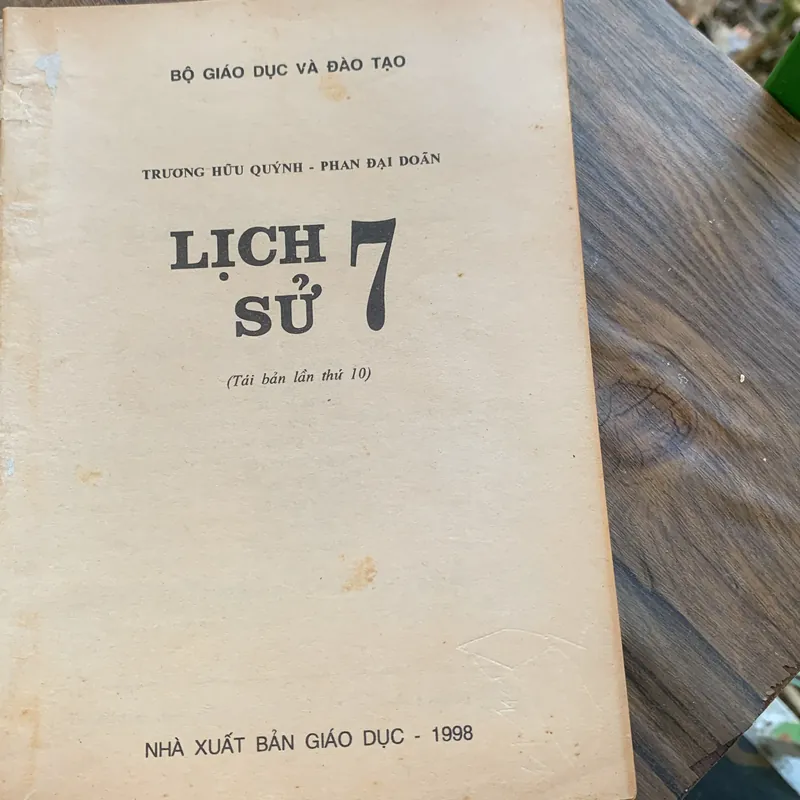 BỘ GIÁO DỤC VÀ ĐÀO TẠO
TRƯƠNG HỮU QUÝNH - PHAN ĐẠI DOÃN
LỊCH SỬ 7
(Tái bản lần thứ 10)
NHÀ XUẤT BẢN GIÁO DỤC - 1998